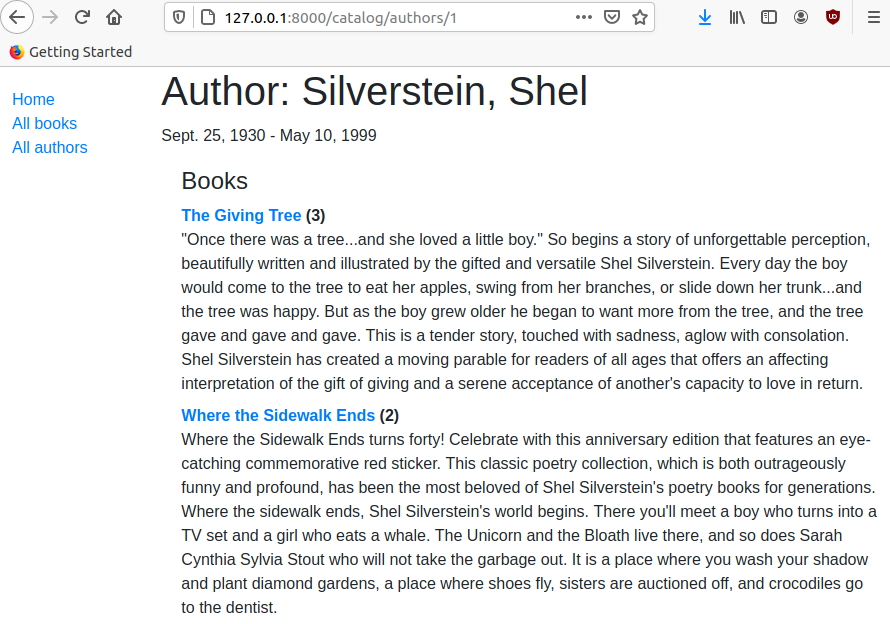 127.0.0.1:8000/catalog/authors/1
Getting Started
Home
All books
All authors
Author: Silverstein, Shel
Sept. 25, 1930 - May 10, 1999
Books
The Giving Tree (3)
"Once there was a tree...and she loved a little boy." So begins a story of unforgettable perception,
beautifully written and illustrated by the gifted and versatile Shel Silverstein. Every day the boy
would come to the tree to eat her apples, swing from her branches, or slide down her trunk...and
the tree was happy. But as the boy grew older he began to want more from the tree, and the tree
gave and gave and gave. This is a tender story, touched with sadness, aglow with consolation.
Shel Silverstein has created a moving parable for readers of all ages that offers an affecting
interpretation of the gift of giving and a serene acceptance of another's capacity to love in return.
Where the Sidewalk Ends (2)
Where the Sidewalk Ends turns forty! Celebrate with this anniversary edition that features an eye-
catching commemorative red sticker. This classic poetry collection, which is both outrageously
funny and profound, has been the most beloved of Shel Silverstein's poetry books for generations.
Where the sidewalk ends, Shel Silverstein's world begins. There you'll meet a boy who turns into a
TV set and a girl who eats a whale. The Unicorn and the Bloath live there, and so does Sarah
Cynthia Sylvia Stout who will not take the garbage out. It is a place where you wash your shadow
and plant diamond gardens, a place where shoes fly, sisters are auctioned off, and crocodiles go
to the dentist.